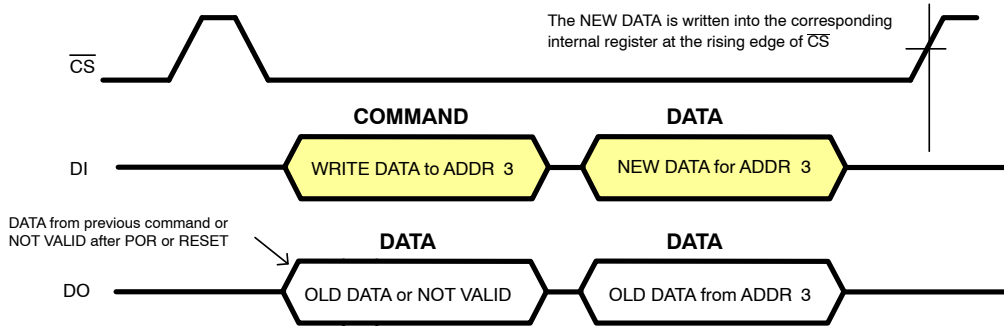 The NEW DATA is written into the corresponding
internal register at the rising edge of C̅S̅
C̅S̅
COMMAND
DATA
DI
WRITE DATA to ADDR 3
NEW DATA for ADDR 3
DATA from previous command or
NOT VALID after POR or RESET
DATA
DATA
DO
OLD DATA or NOT VALID
OLD DATA from ADDR 3